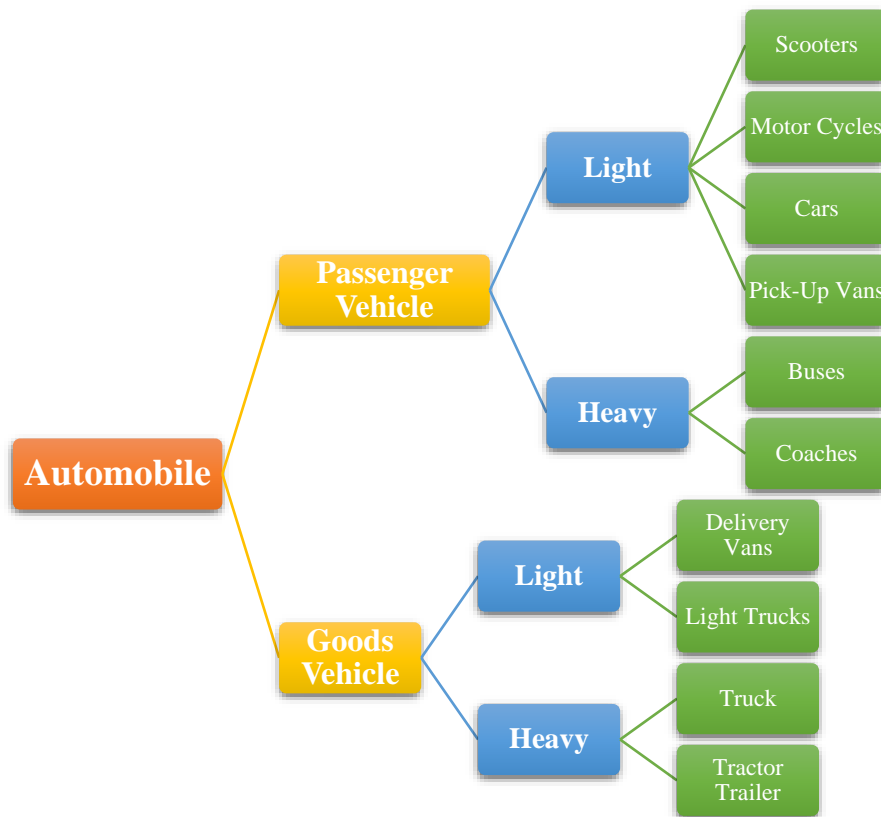 Scooters
Motor Cycles
Light
Cars
Passenger
Vehicle
Pick-Up Vans
Buses
Heavy
Coaches
Automobile
Delivery
Vans
Light
Light Trucks
Goods
Vehicle
Truck
Heavy
Tractor
Trailer